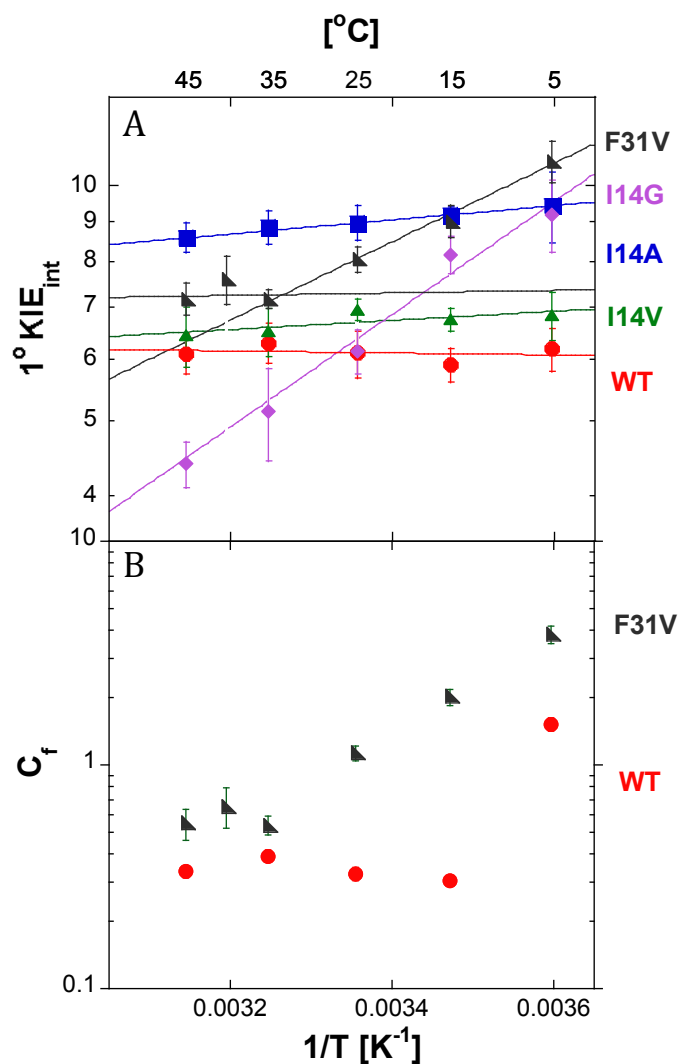 [°C]
45 35 25 15 5
A
10
9
8
7
6
5
4
1° KIE_int
F31V
I14G
I14A
I14V
WT
10
B
1
0.1
C_f
F31V
WT
0.0032 0.0034 0.0036
1/T [K⁻¹]